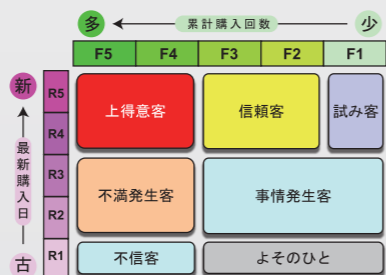 多 累計購入回数 少
F5 F4 F3 F2 F1
新
最新購入日
古
R5
R4
R3
R2
R1
上得意客 信頼客 試み客
不満発生客 事情発生客
不信客 よそのひと